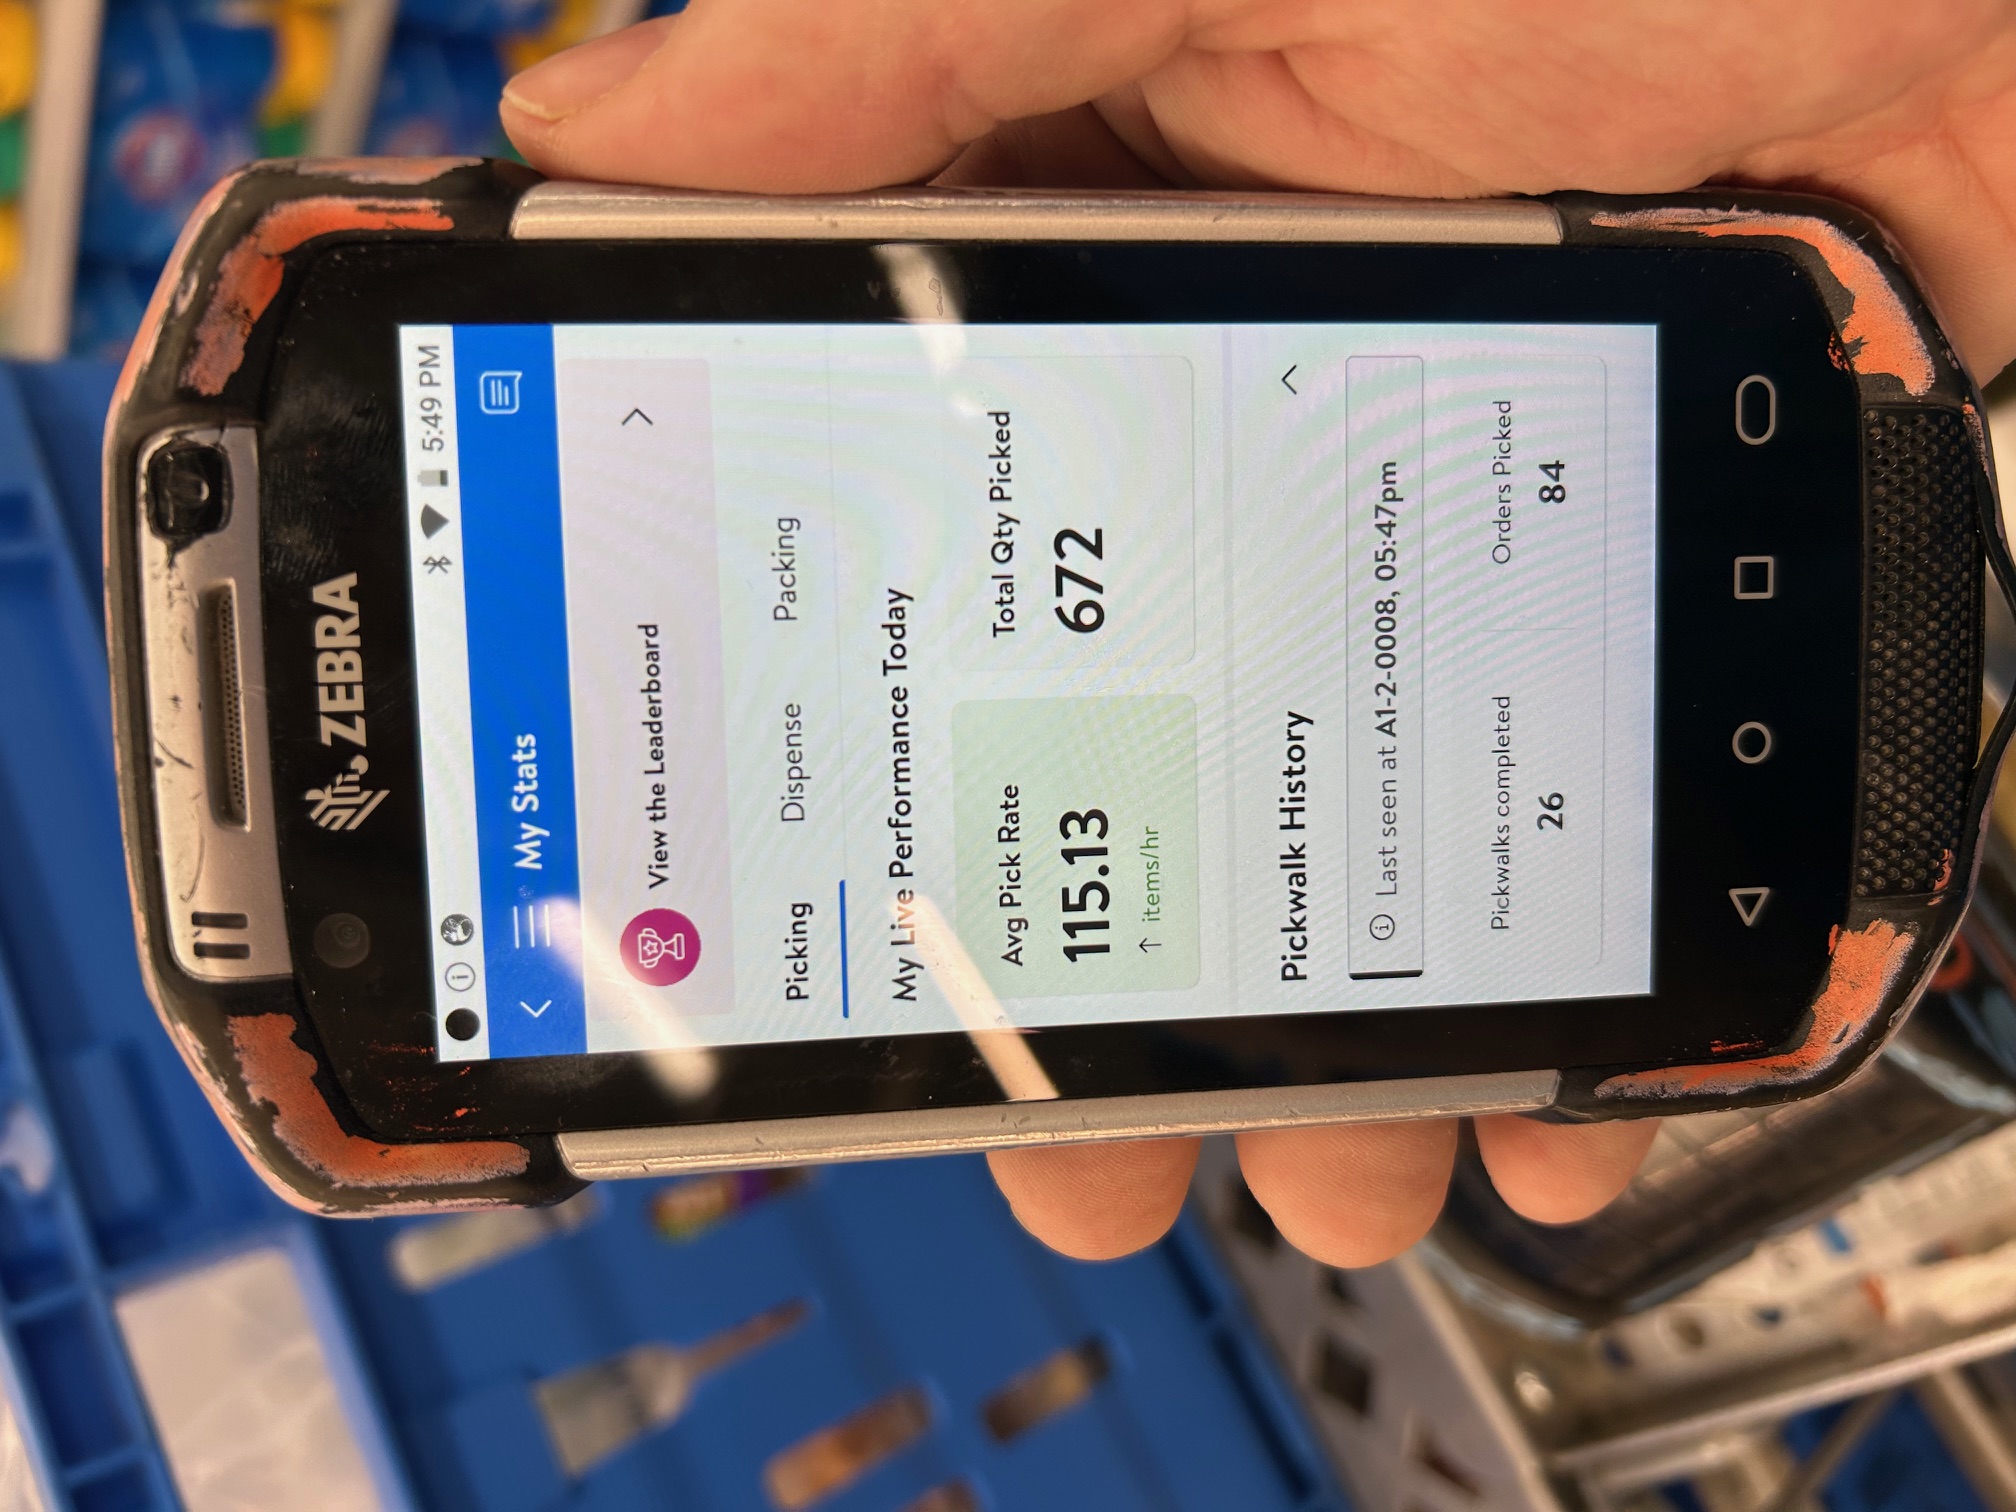 ZEBRA
5:49 PM
My Stats
View the Leaderboard
Picking Dispense Packing
My Live Performance Today
Avg Pick Rate
115.13
↑ items/hr
Total Qty Picked
672
Pickwalk History
Last seen at A1-2-0008, 05:47pm
Pickwalks completed
26
Orders Picked
84